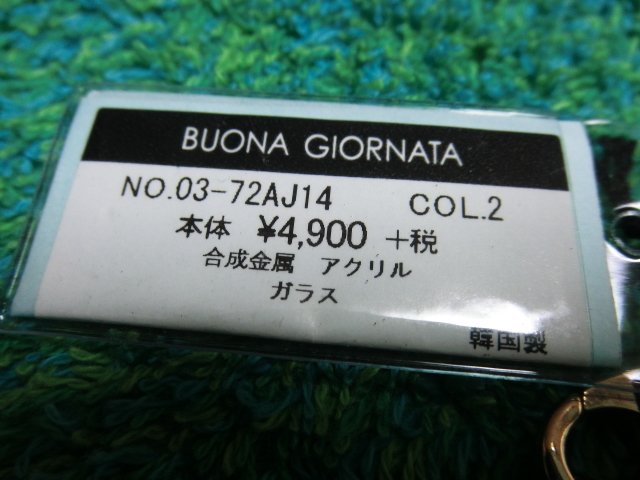 BUONA GIORNATA
NO.03-72AJ14 COL.2
本体 ¥4,900 +税
合成金属 アクリル
ガラス
韓国製